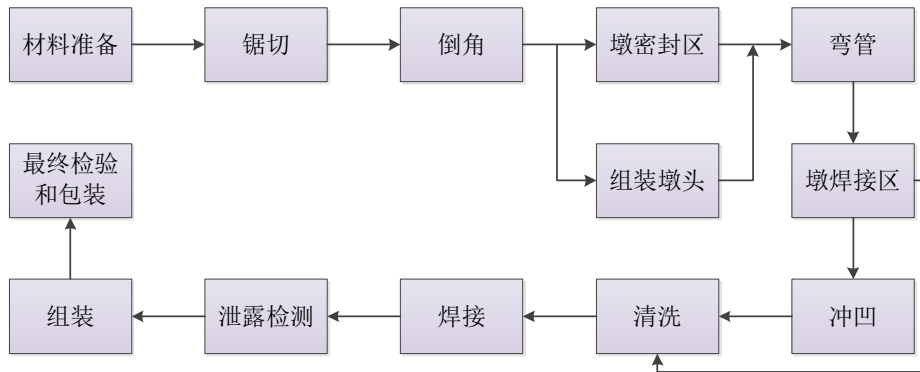 材料准备
锯切
倒角
墩密封区
弯管
最终检验
和包装
组装墩头
墩焊接区
组装
泄露检测
焊接
清洗
冲凹